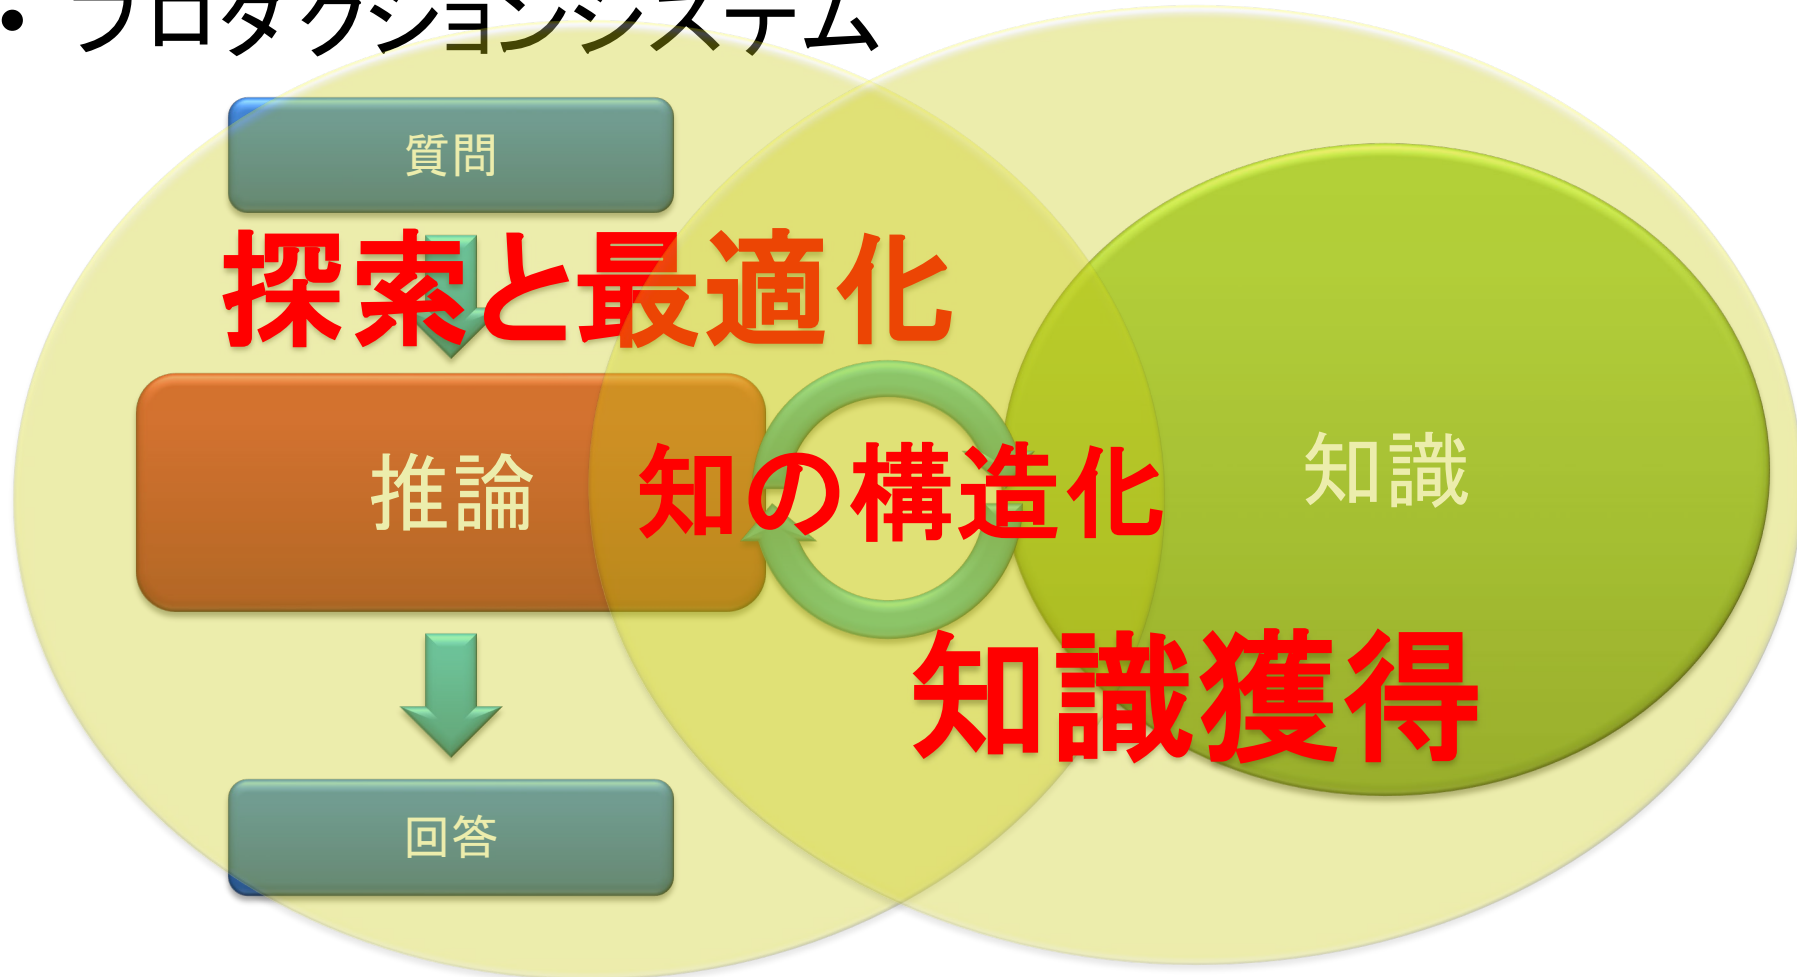 • プロダクションシステム
質問
探索と最適化
推論
知の構造化
知識
知識獲得
回答